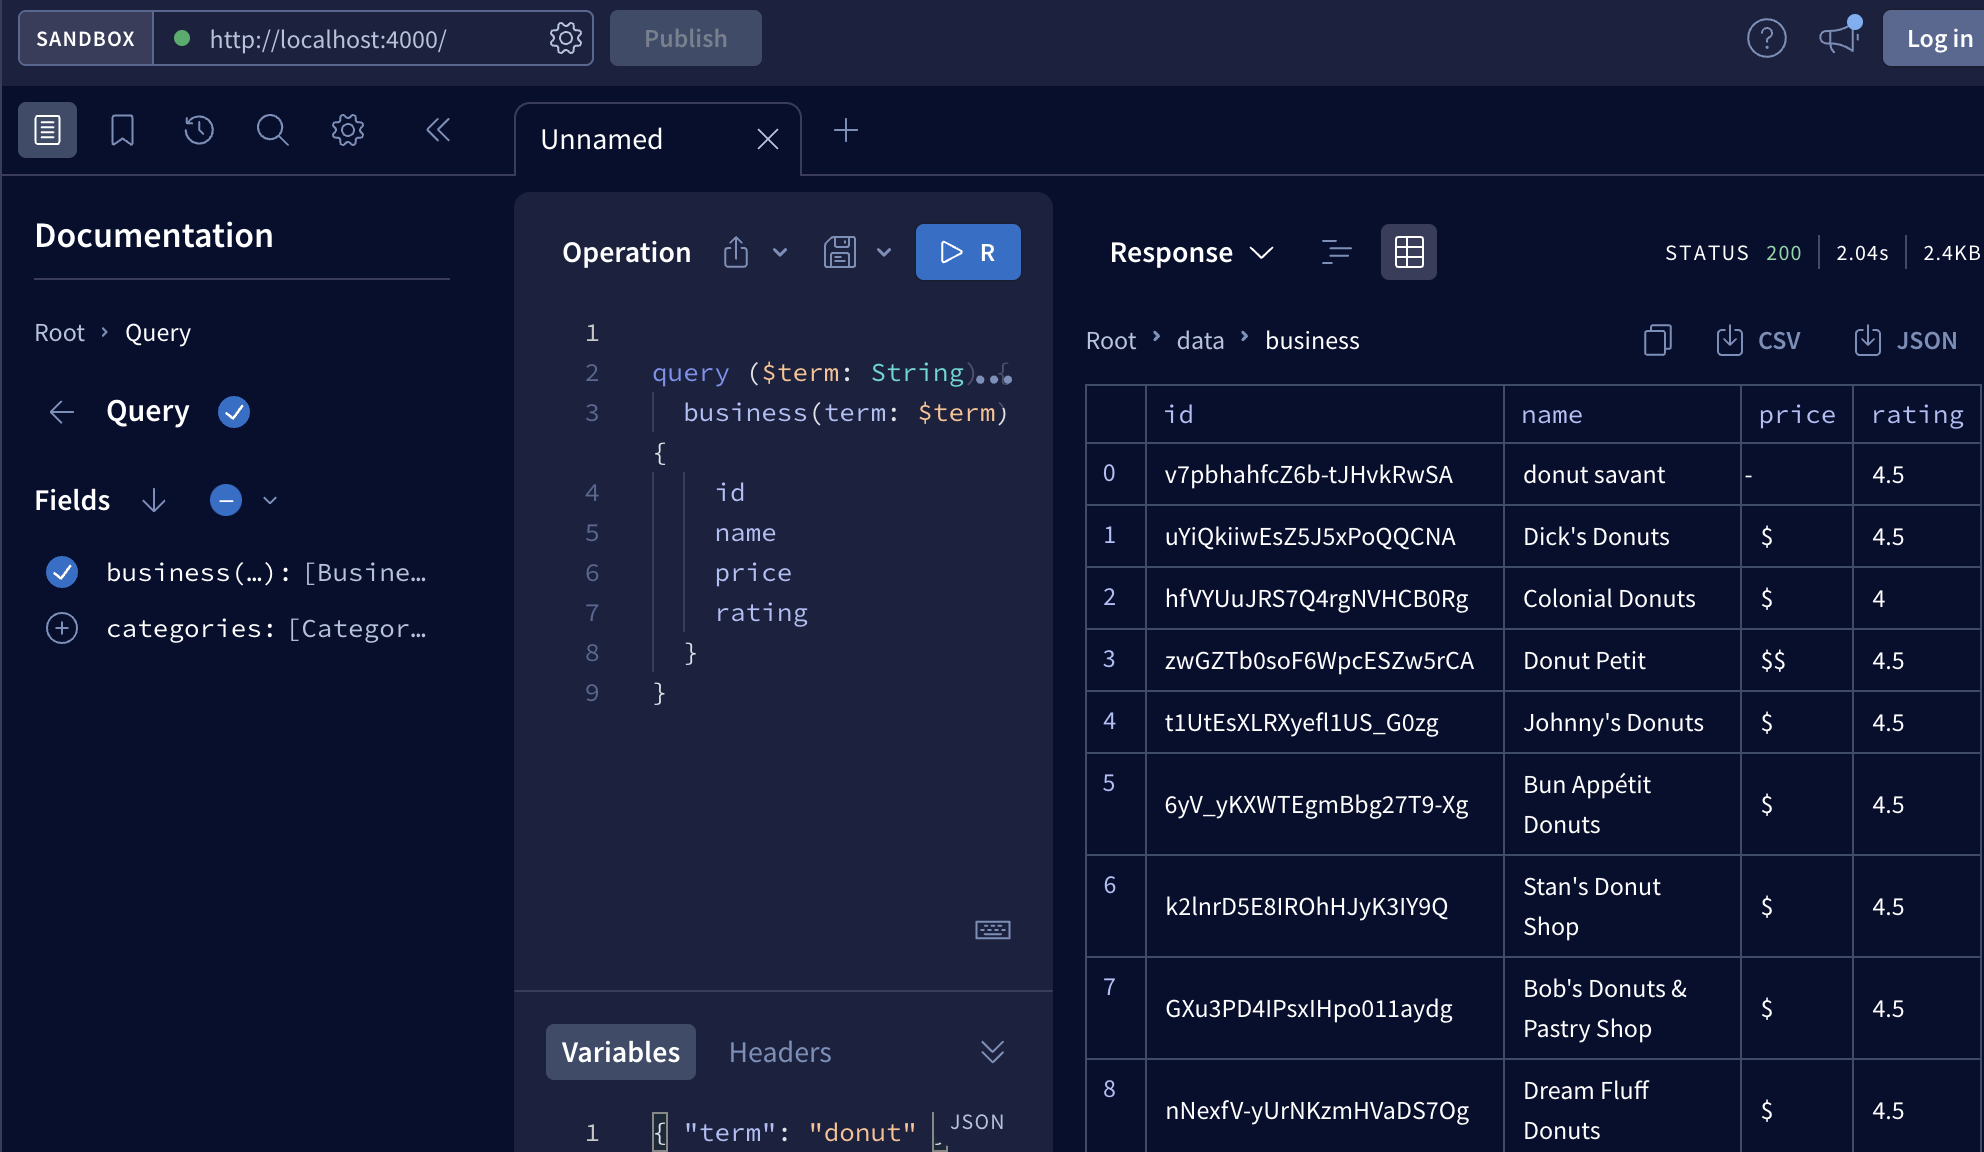 SANDBOX
http://localhost:4000/
Publish
Log in
Unnamed
Documentation
Root › Query
Query
Fields
business(…): [Busine…
categories: [Categor…
Operation
R
1
2 query ($term: String) {
3 business(term: $term)
{
4 id
5 name
6 price
7 rating
8 }
9 }
Variables
Headers
1 { "term": "donut"
JSON
Response
STATUS 200
2.04s
2.4KB
Root › data › business
CSV
JSON
id name price rating
0 v7pbhahfcZ6b-tJHvkRwSA donut savant - 4.5
1 uYiQkiiwEsZ5J5xPoQQCNA Dick's Donuts $ 4.5
2 hfVYUuJRS7Q4rgNVHCB0Rg Colonial Donuts $ 4
3 zwGZTb0soF6WpcESZw5rCA Donut Petit $$ 4.5
4 t1UtEsXLRXyefl1US_G0zg Johnny's Donuts $ 4.5
5 6yV_yKXWTEgmBbg27T9-Xg Bun Appétit Donuts $ 4.5
6 k2lnrD5E8IROhHJyK3IY9Q Stan's Donut Shop $ 4.5
7 GXu3PD4IPsxIHpo011aydg Bob's Donuts & Pastry Shop $ 4.5
8 nNexfV-yUrNKzmHVaDS7Og Dream Fluff Donuts $ 4.5